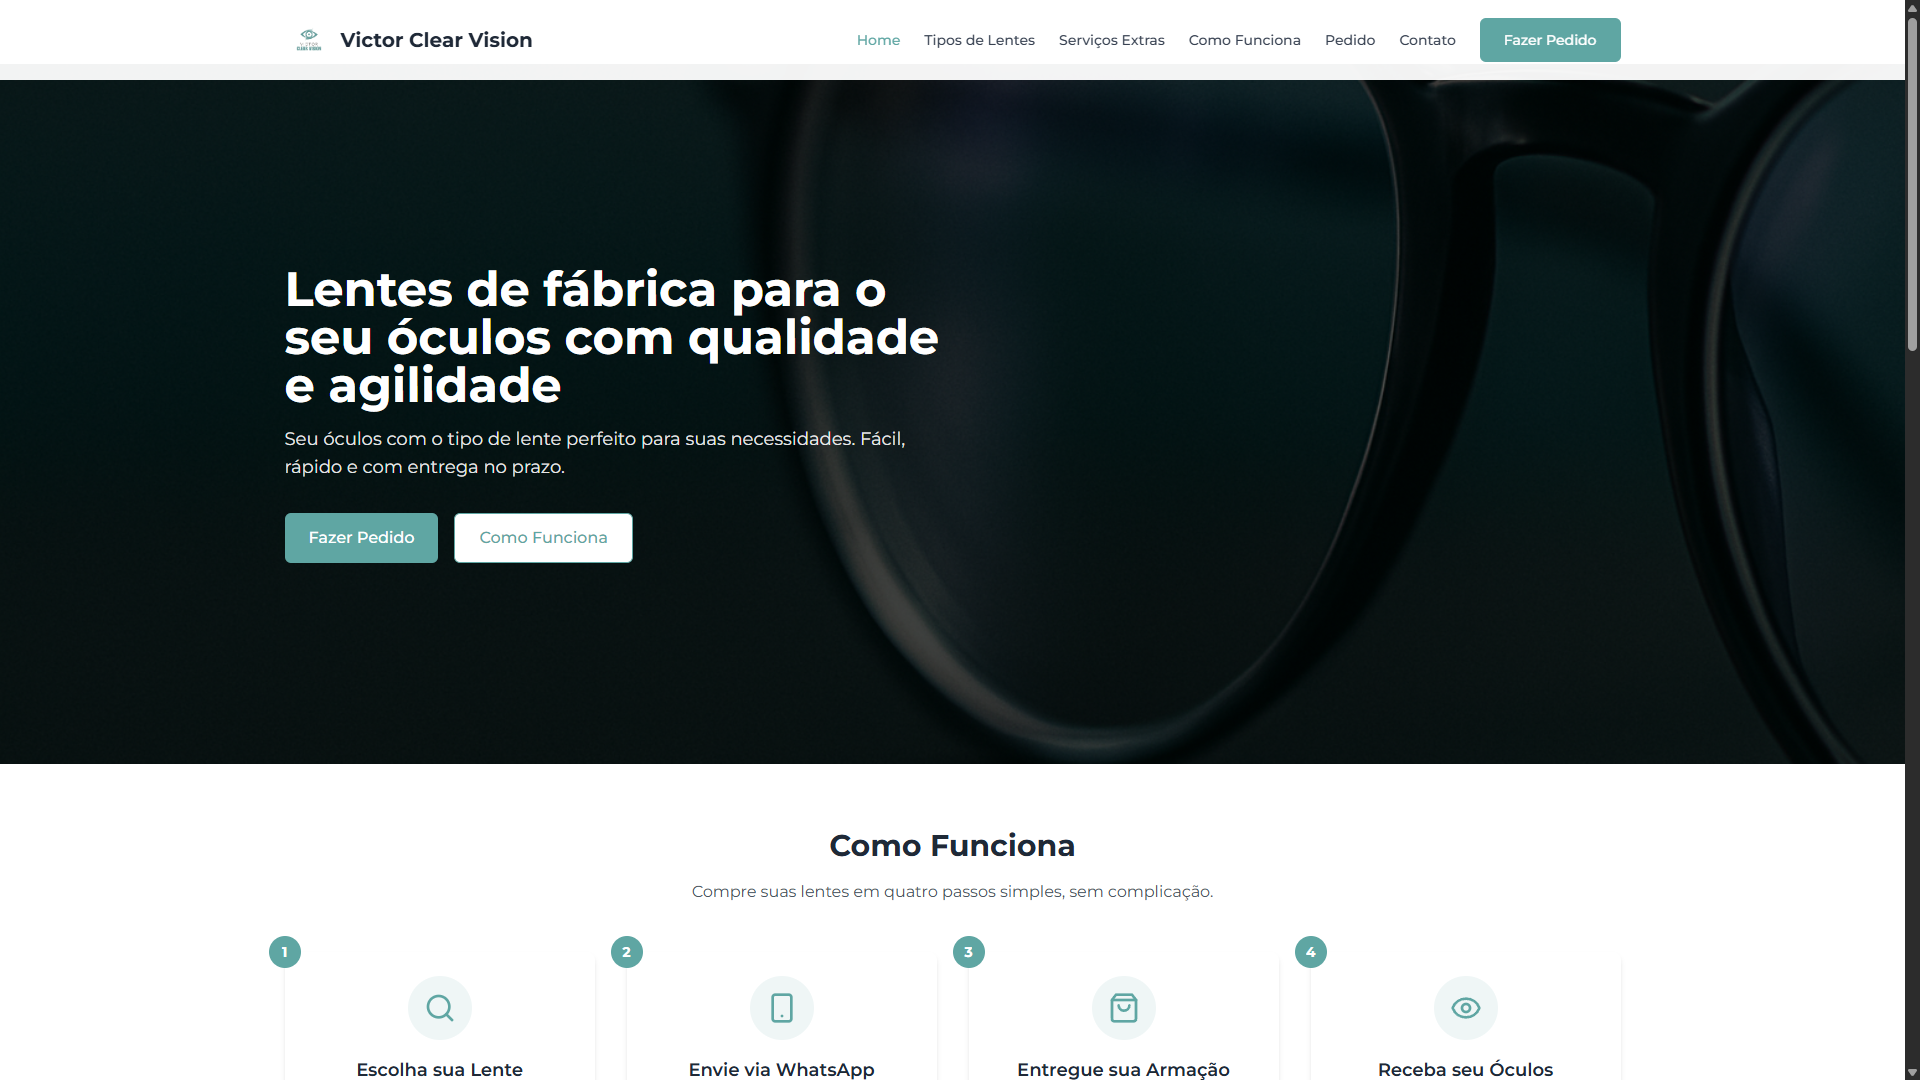 VICTOR
CLEAR VISION
Victor Clear Vision
Home
Tipos de Lentes
Serviços Extras
Como Funciona
Pedido
Contato
Fazer Pedido
Lentes de fábrica para o
seu óculos com qualidade
e agilidade
Seu óculos com o tipo de lente perfeito para suas necessidades. Fácil,
rápido e com entrega no prazo.
Fazer Pedido
Como Funciona
Como Funciona
Compre suas lentes em quatro passos simples, sem complicação.
1
2
3
4
Escolha sua Lente
Envie via WhatsApp
Entregue sua Armação
Receba seu Óculos